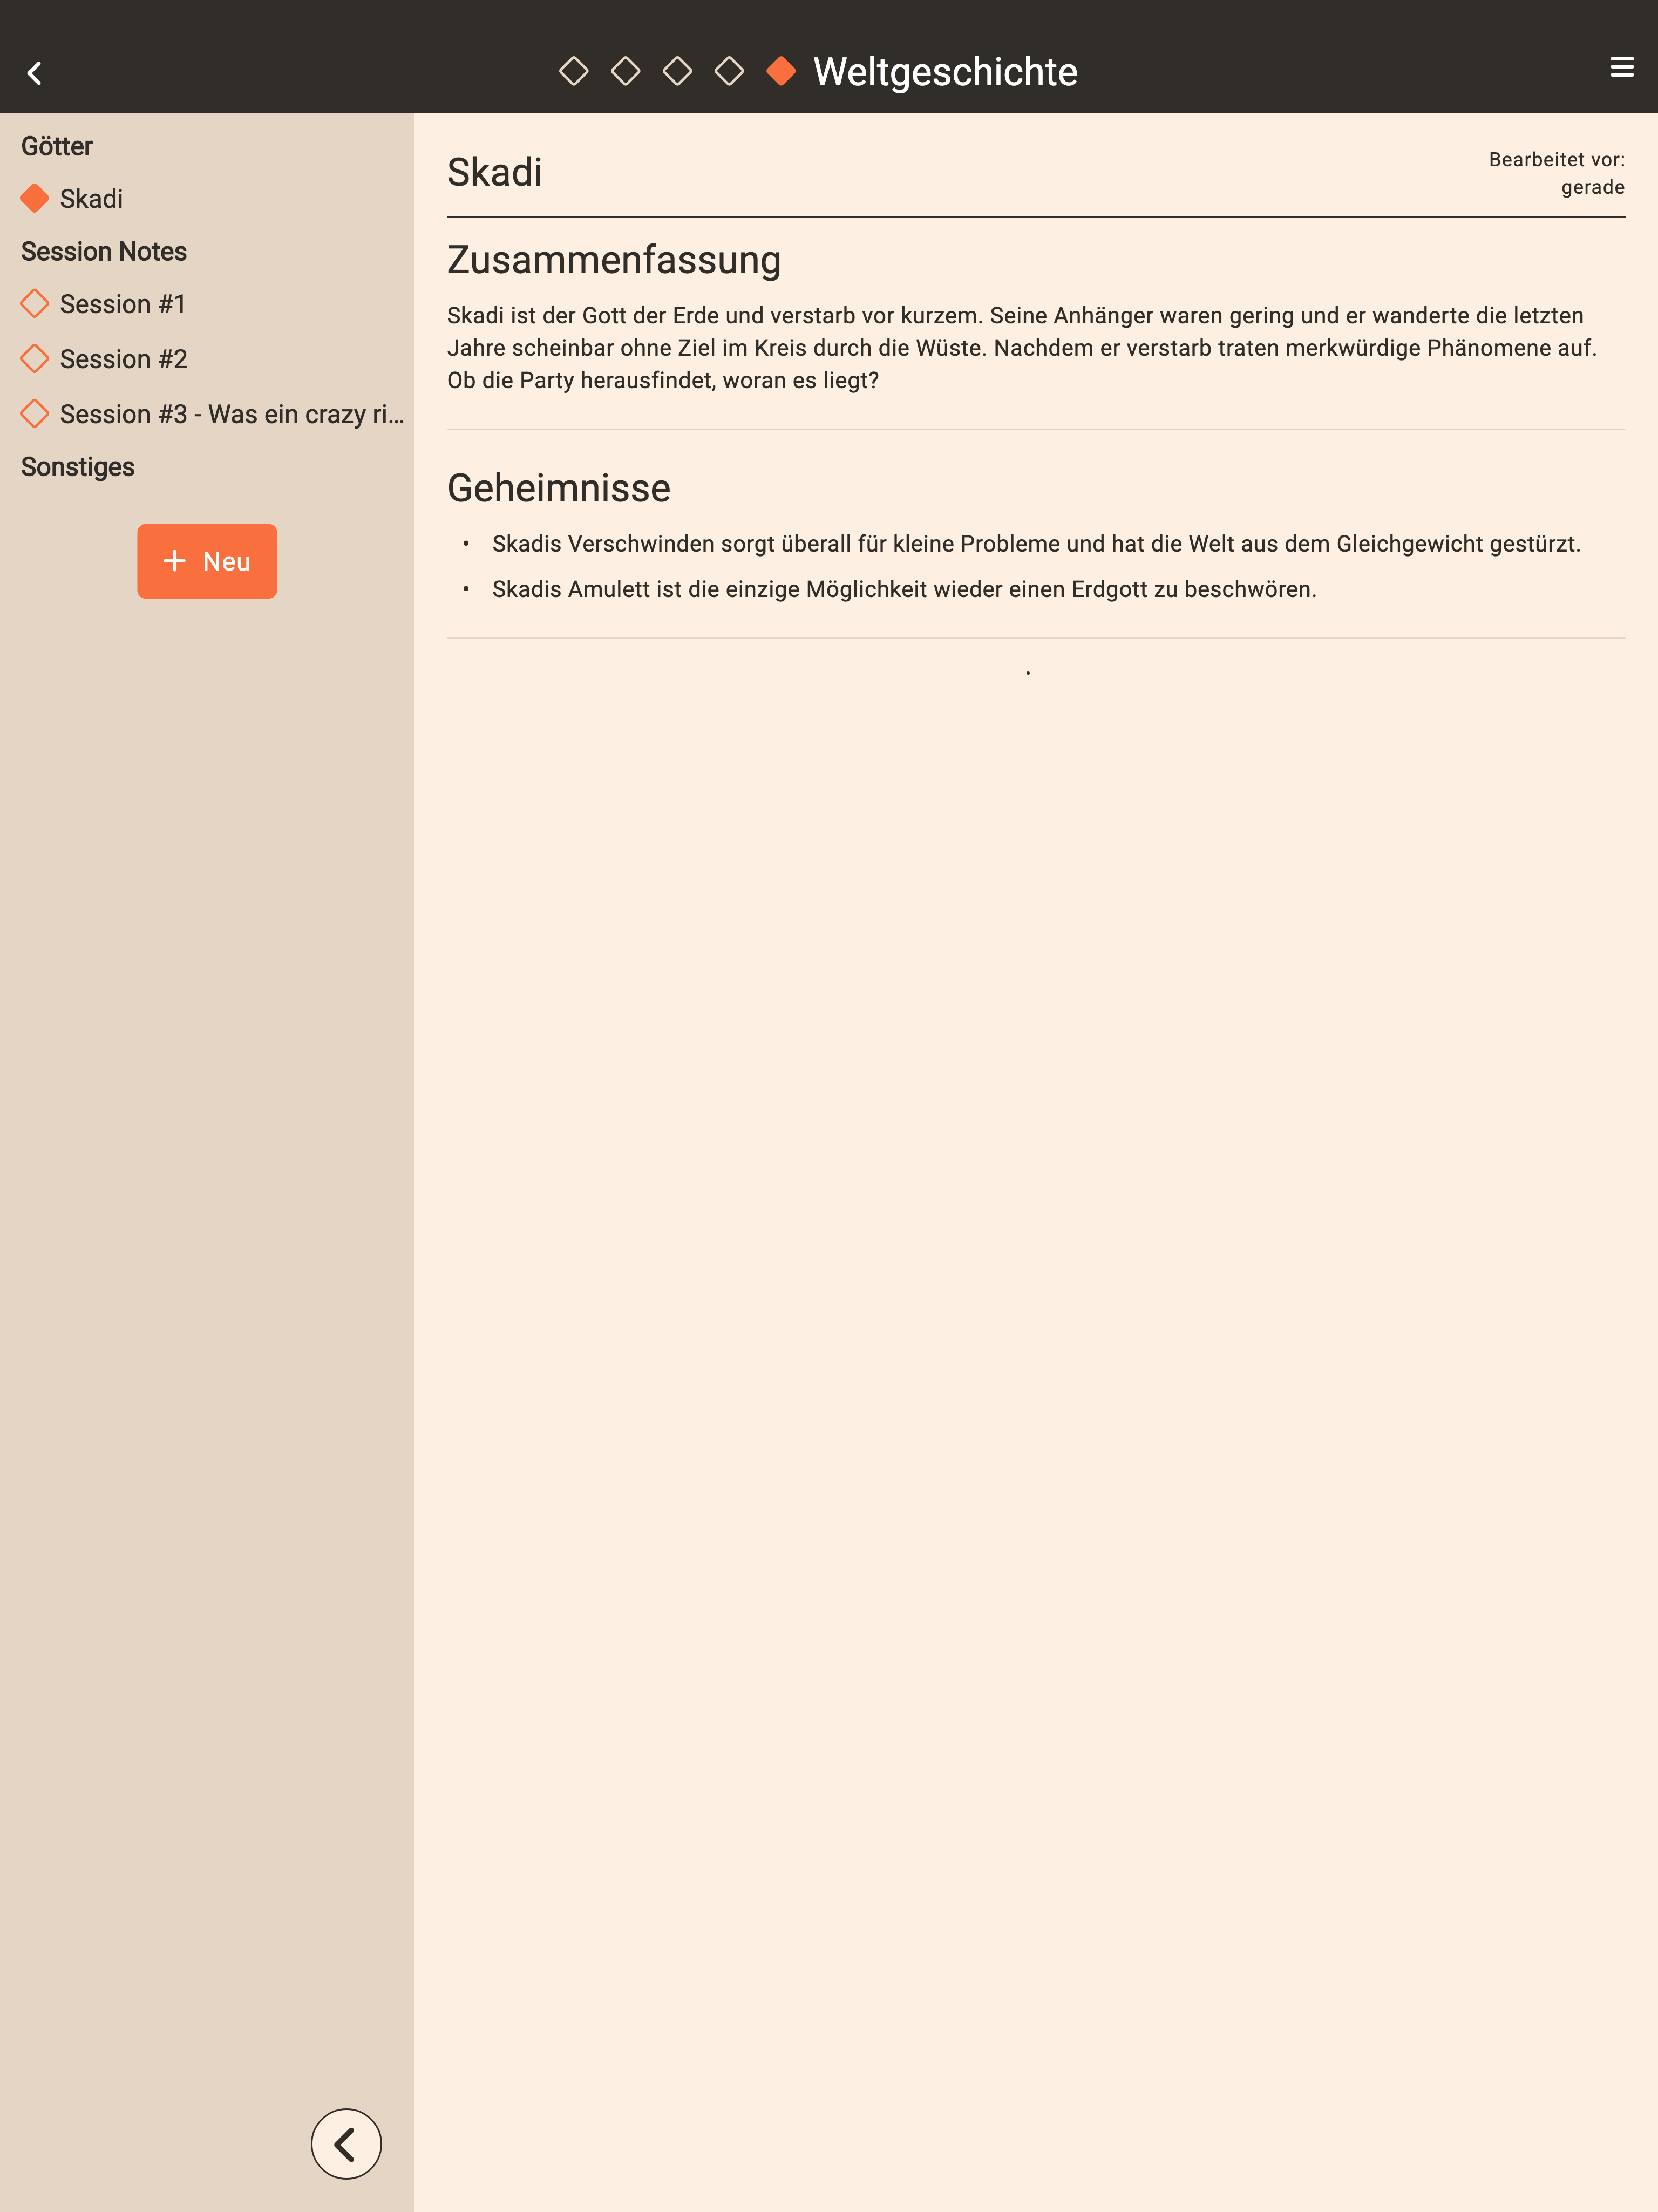 Weltgeschichte
Götter
Skadi
Session Notes
Session #1
Session #2
Session #3 - Was ein crazy ri...
Sonstiges
+ Neu
Skadi
Bearbeitet vor:
gerade
Zusammenfassung
Skadi ist der Gott der Erde und verstarb vor kurzem. Seine Anhänger waren gering und er wanderte die letzten
Jahre scheinbar ohne Ziel im Kreis durch die Wüste. Nachdem er verstarb traten merkwürdige Phänomene auf.
Ob die Party herausfindet, woran es liegt?
Geheimnisse
• Skadis Verschwinden sorgt überall für kleine Probleme und hat die Welt aus dem Gleichgewicht gestürzt.
• Skadis Amulett ist die einzige Möglichkeit wieder einen Erdgott zu beschwören.
.